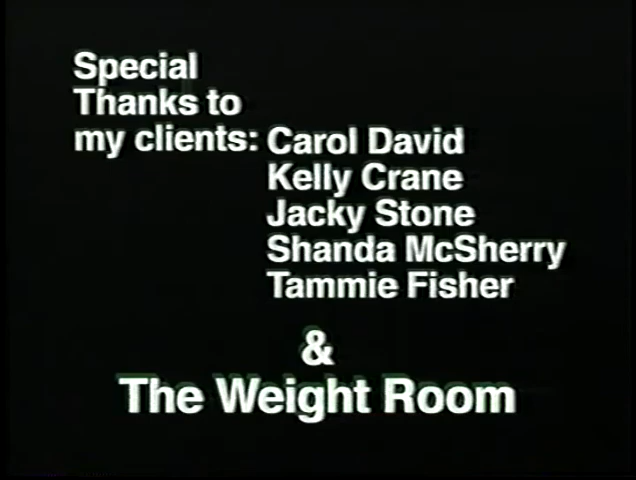 Special
Thanks to
my clients: Carol David
Kelly Crane
Jacky Stone
Shanda McSherry
Tammie Fisher
&
The Weight Room